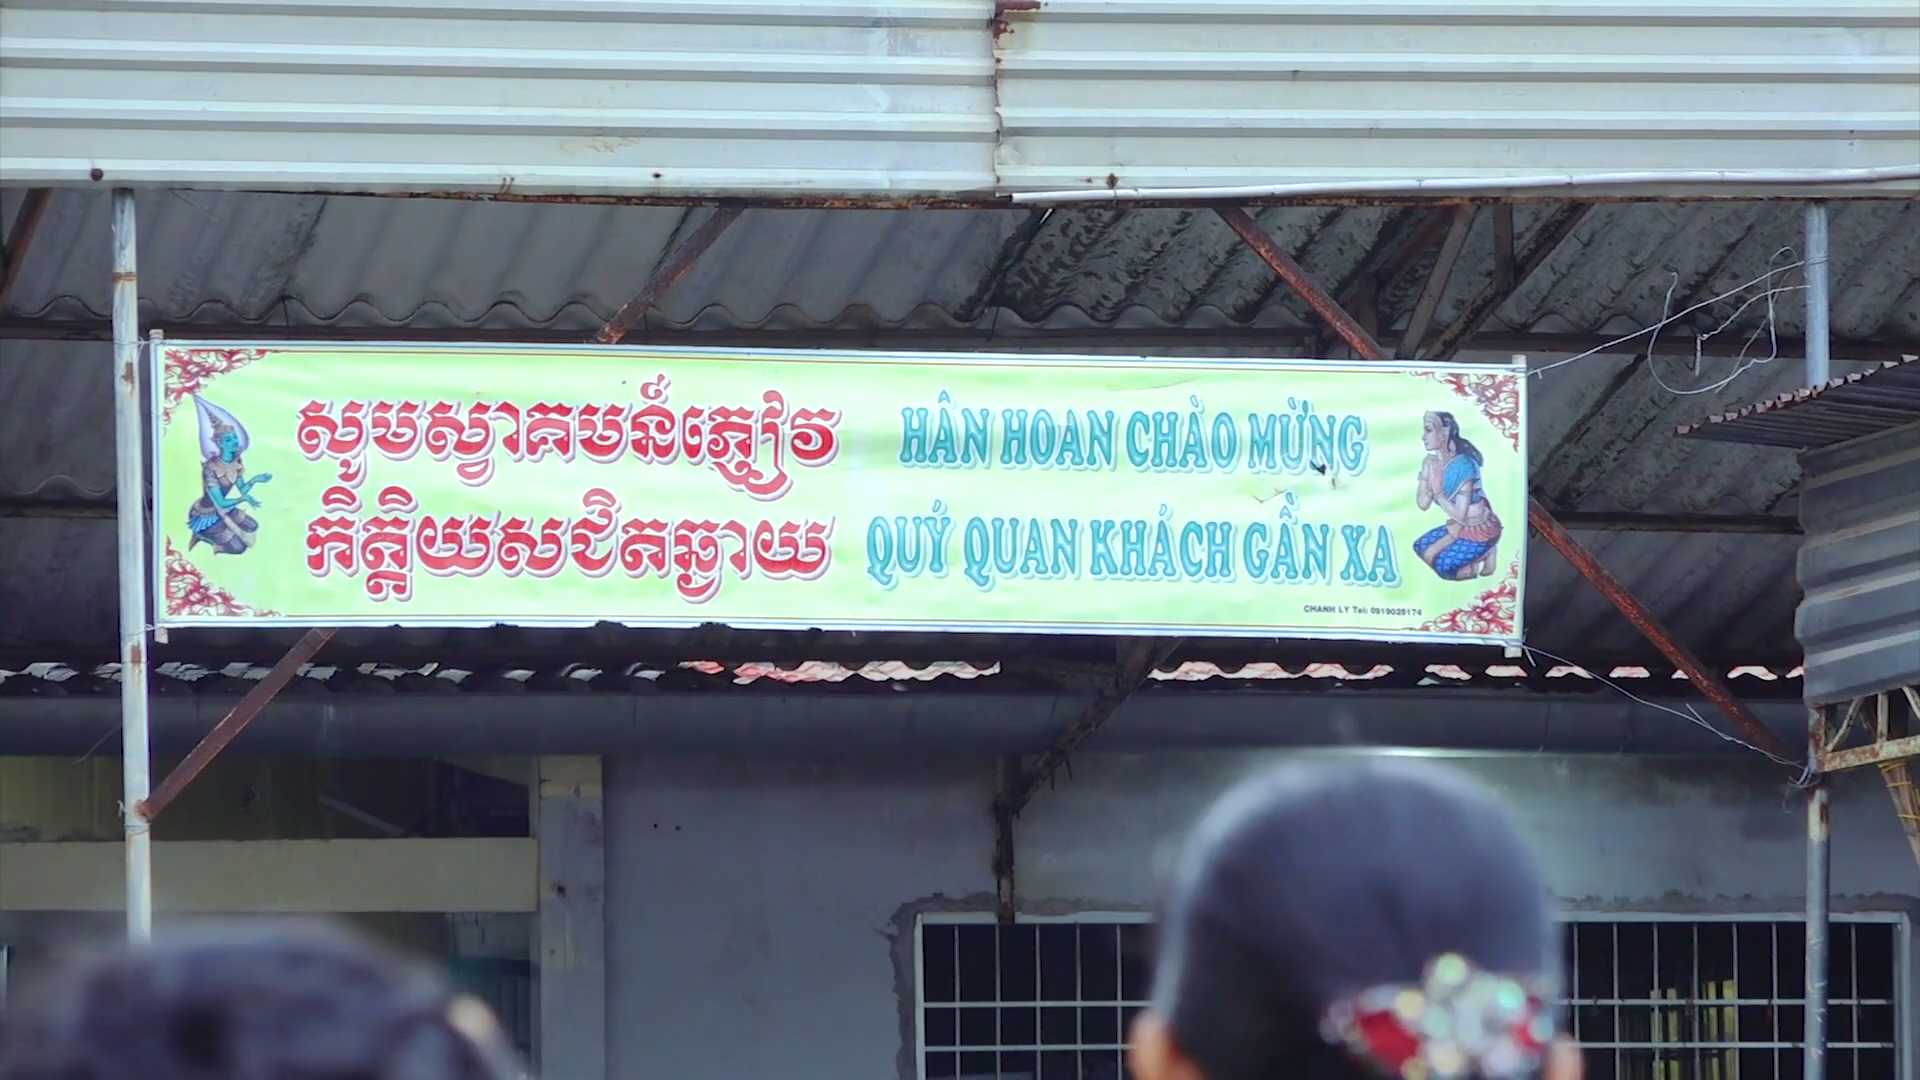 សូមស្វាគមន៍ភ្ញៀវ
កិត្តិយសជិតឆ្ងាយ
HÂN HOAN CHÀO MỪNG
QUÝ QUAN KHÁCH GẦN XA
CHANH LY Tel: 0919025174